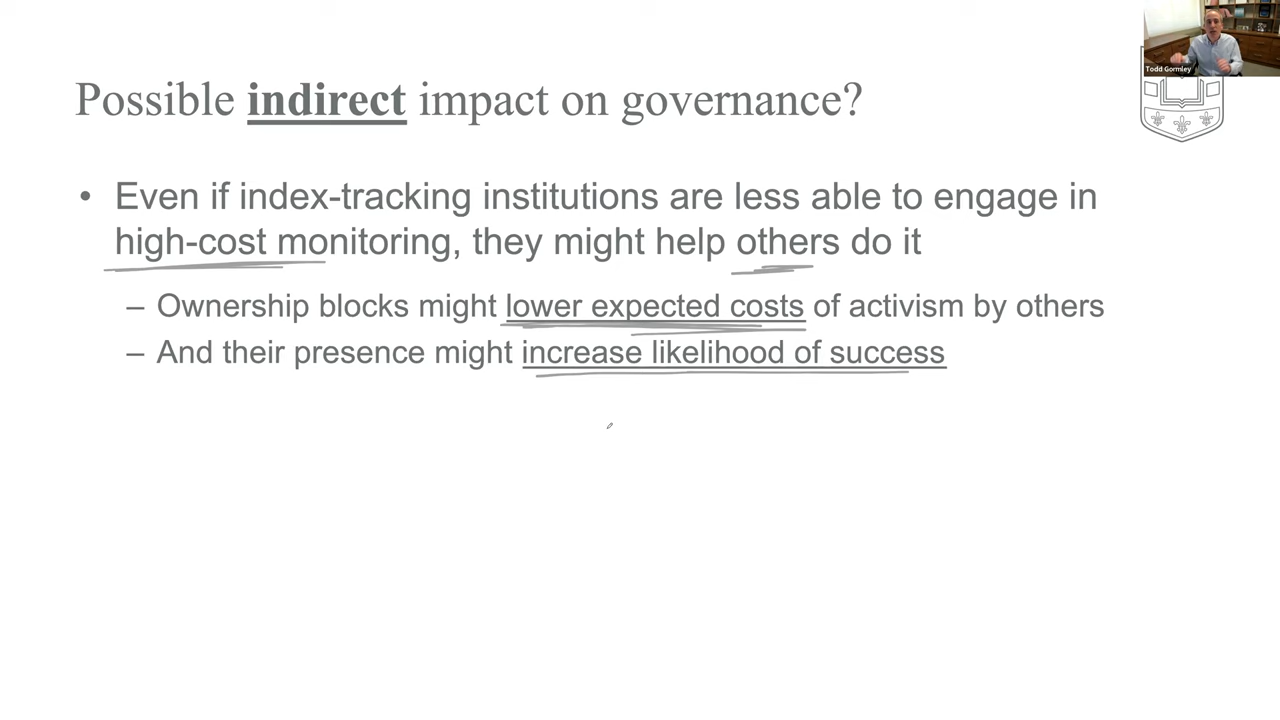 Todd Gormley
Possible indirect impact on governance?
• Even if index-tracking institutions are less able to engage in
high-cost monitoring, they might help others do it
– Ownership blocks might lower expected costs of activism by others
– And their presence might increase likelihood of success